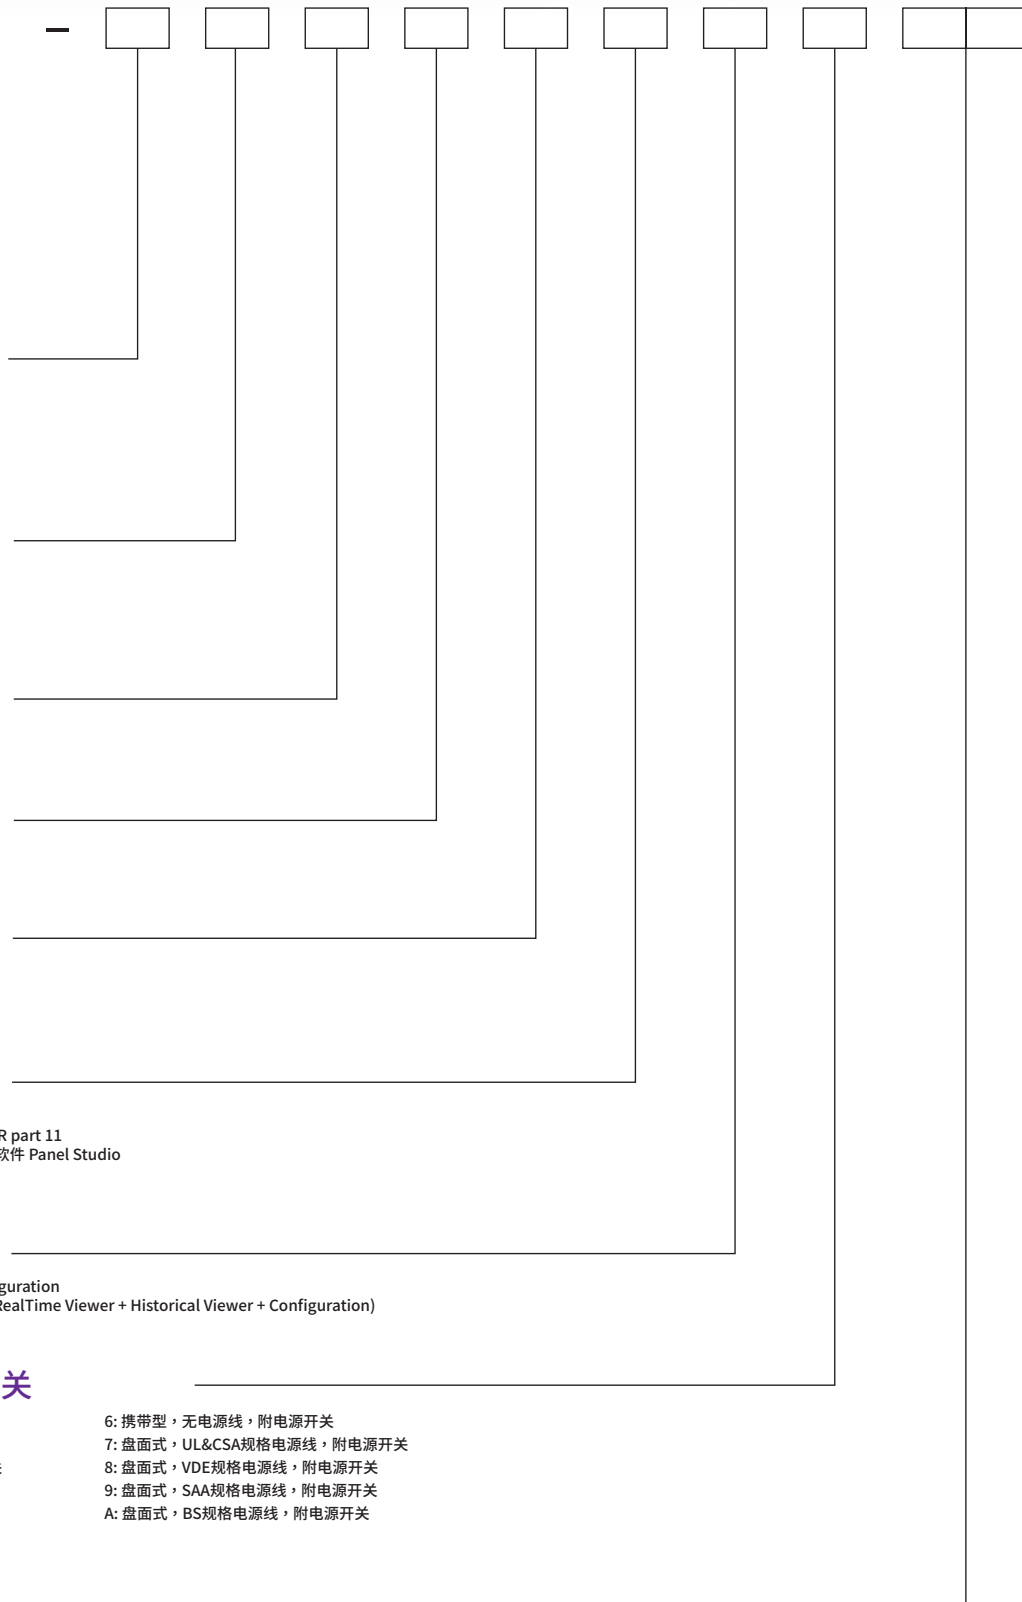 R part 11
软件 Panel Studio
guration
RealTime Viewer + Historical Viewer + Configuration)
关
6: 携带型，无电源线，附电源开关
7: 盘面式，UL&CSA规格电源线，附电源开关
8: 盘面式，VDE规格电源线，附电源开关
9: 盘面式，SAA规格电源线，附电源开关
A: 盘面式，BS规格电源线，附电源开关